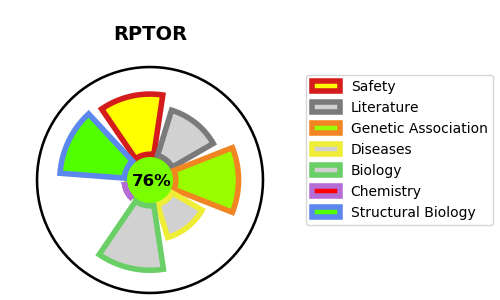 RPTOR
76%
Safety
Literature
Genetic Association
Diseases
Biology
Chemistry
Structural Biology